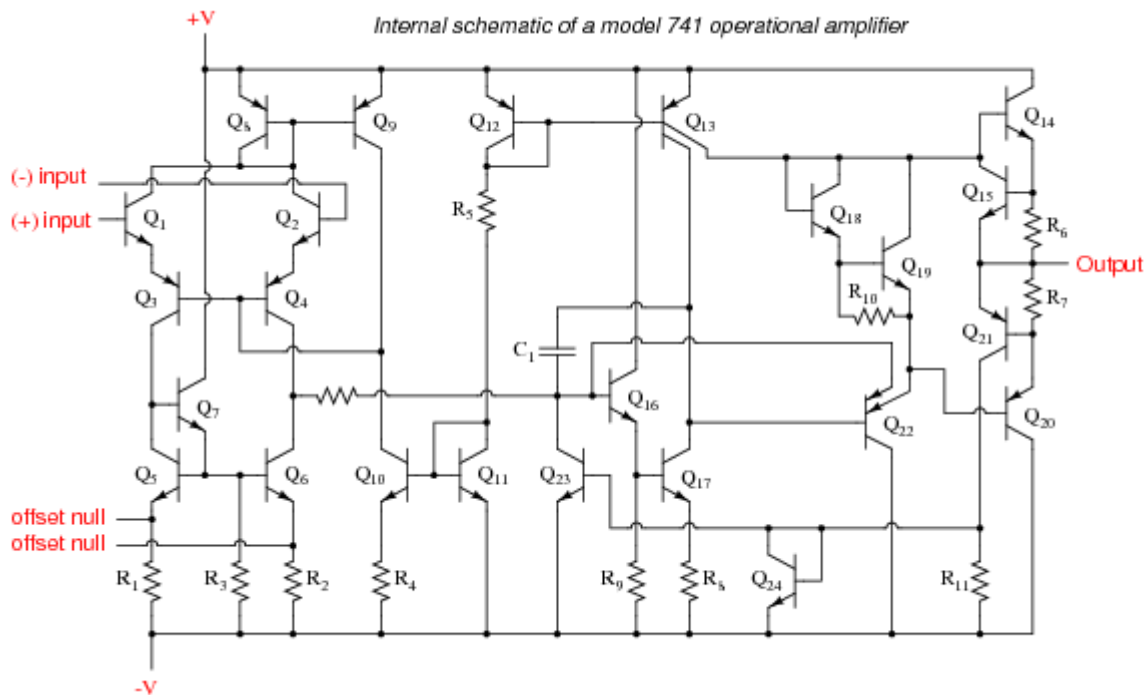 Internal schematic of a model 741 operational amplifier
+V
Q8
Q9
Q12
Q13
Q14
(-) input
(+) input
Q1
Q2
R5
Q18
Q15
R6
Q19
Output
Q3
Q4
R10
R7
C1
Q21
Q7
Q16
Q22
Q20
Q5
Q6
Q10
Q11
Q23
Q17
offset null
offset null
R1
R3
R2
R4
R9
R8
Q24
R11
-V